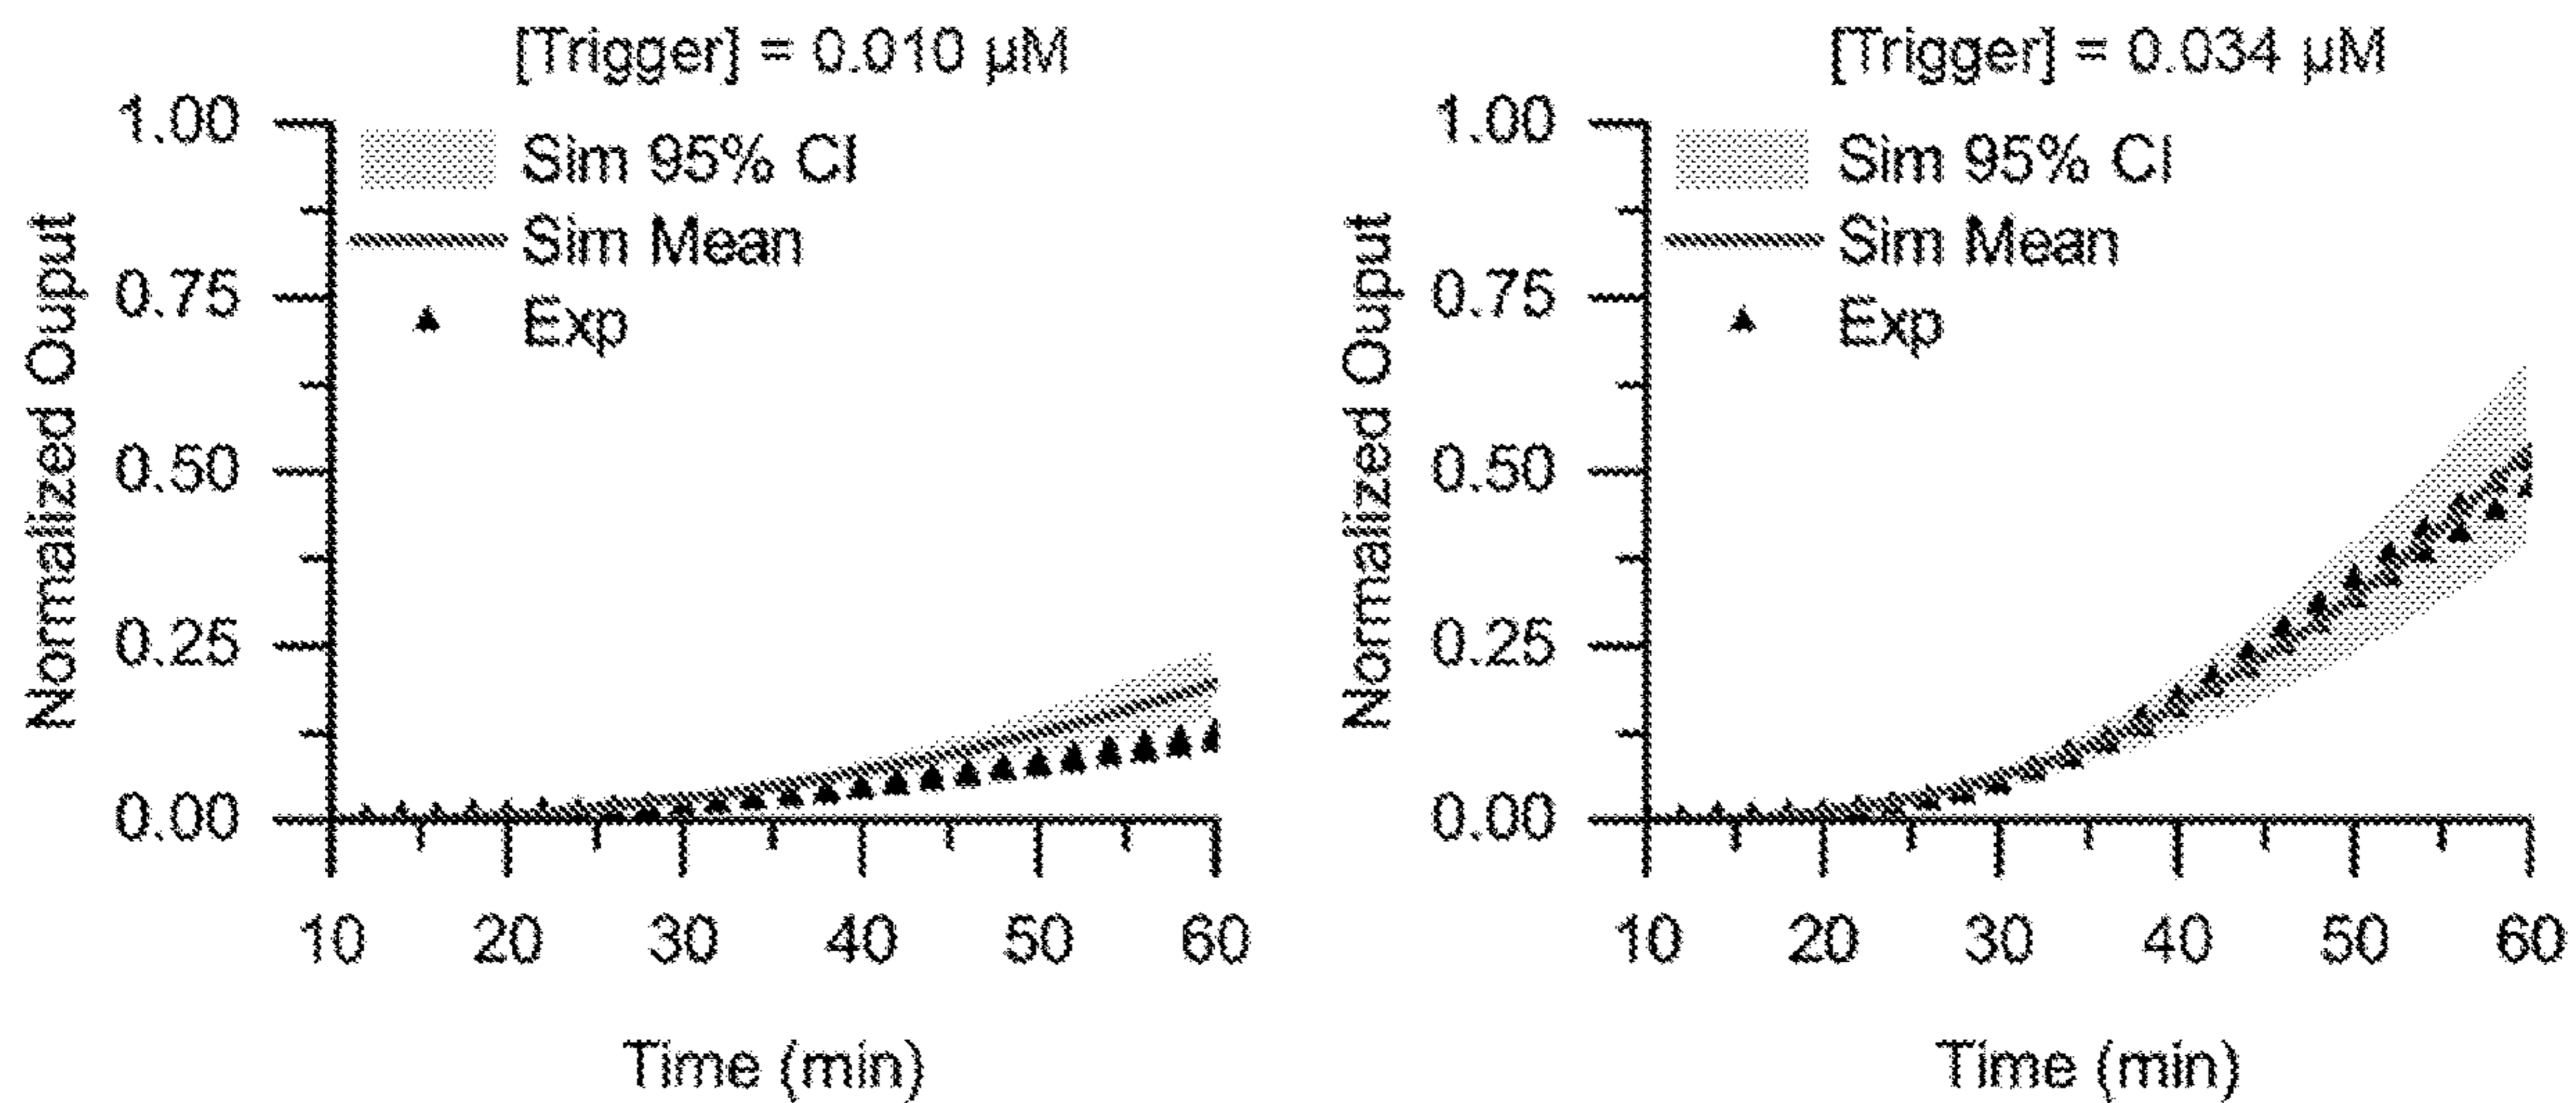 [Trigger] = 0.010 µM
1.00
0.75
0.50
0.25
0.00
Normalized Ouput
Sim 95% CI
Sim Mean
Exp
10 20 30 40 50 60
Time (min)
[Trigger] = 0.034 µM
1.00
0.75
0.50
0.25
0.00
Normalized Ouput
Sim 95% CI
Sim Mean
Exp
10 20 30 40 50 60
Time (min)